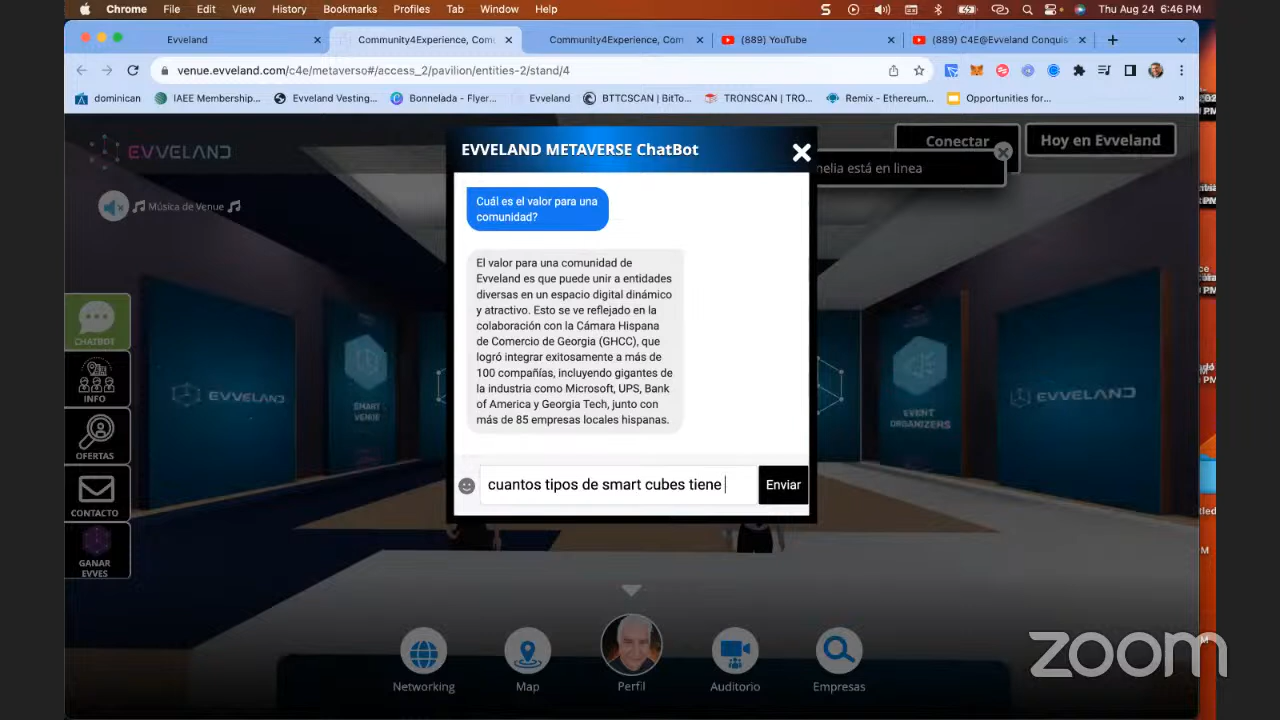 Chrome File Edit View History Bookmarks Profiles Tab Window Help
Thu Aug 24 6:46 PM
Evveland
Community4Experience, Com
Community4Experience, Com
(889) YouTube
(889) C4E@Evveland Conquis
venue.evveland.com/c4e/metaverso#/access_2/pavilion/entities-2/stand/4
dominican
IAEE Membership...
Evveland Vesting...
Bonnelada - Flyer...
Evveland
BTTCSCAN | BitTo...
TRONSCAN | TRO...
Remix - Ethereum...
Opportunities for...
EVVELAND
EVVELAND METAVERSE ChatBot
Conectar
Hoy en Evveland
nelia está en linea
Música de Venue
Cuál es el valor para una
comunidad?
El valor para una comunidad de
Evveland es que puede unir a entidades
diversas en un espacio digital dinámico
y atractivo. Esto se ve reflejado en la
colaboración con la Cámara Hispana
de Comercio de Georgia (GHCC), que
logró integrar exitosamente a más de
100 compañías, incluyendo gigantes de
la industria como Microsoft, UPS, Bank
of America y Georgia Tech, junto con
más de 85 empresas locales hispanas.
cuantos tipos de smart cubes tiene
Enviar
CHATBOT
INFO
OFERTAS
CONTACTO
GANAR
EVVES
EVVELAND
SMART
VENUE
EVENT
ORGANIZERS
EVVELAND
Networking
Map
Perfil
Auditorio
Empresas
zoom